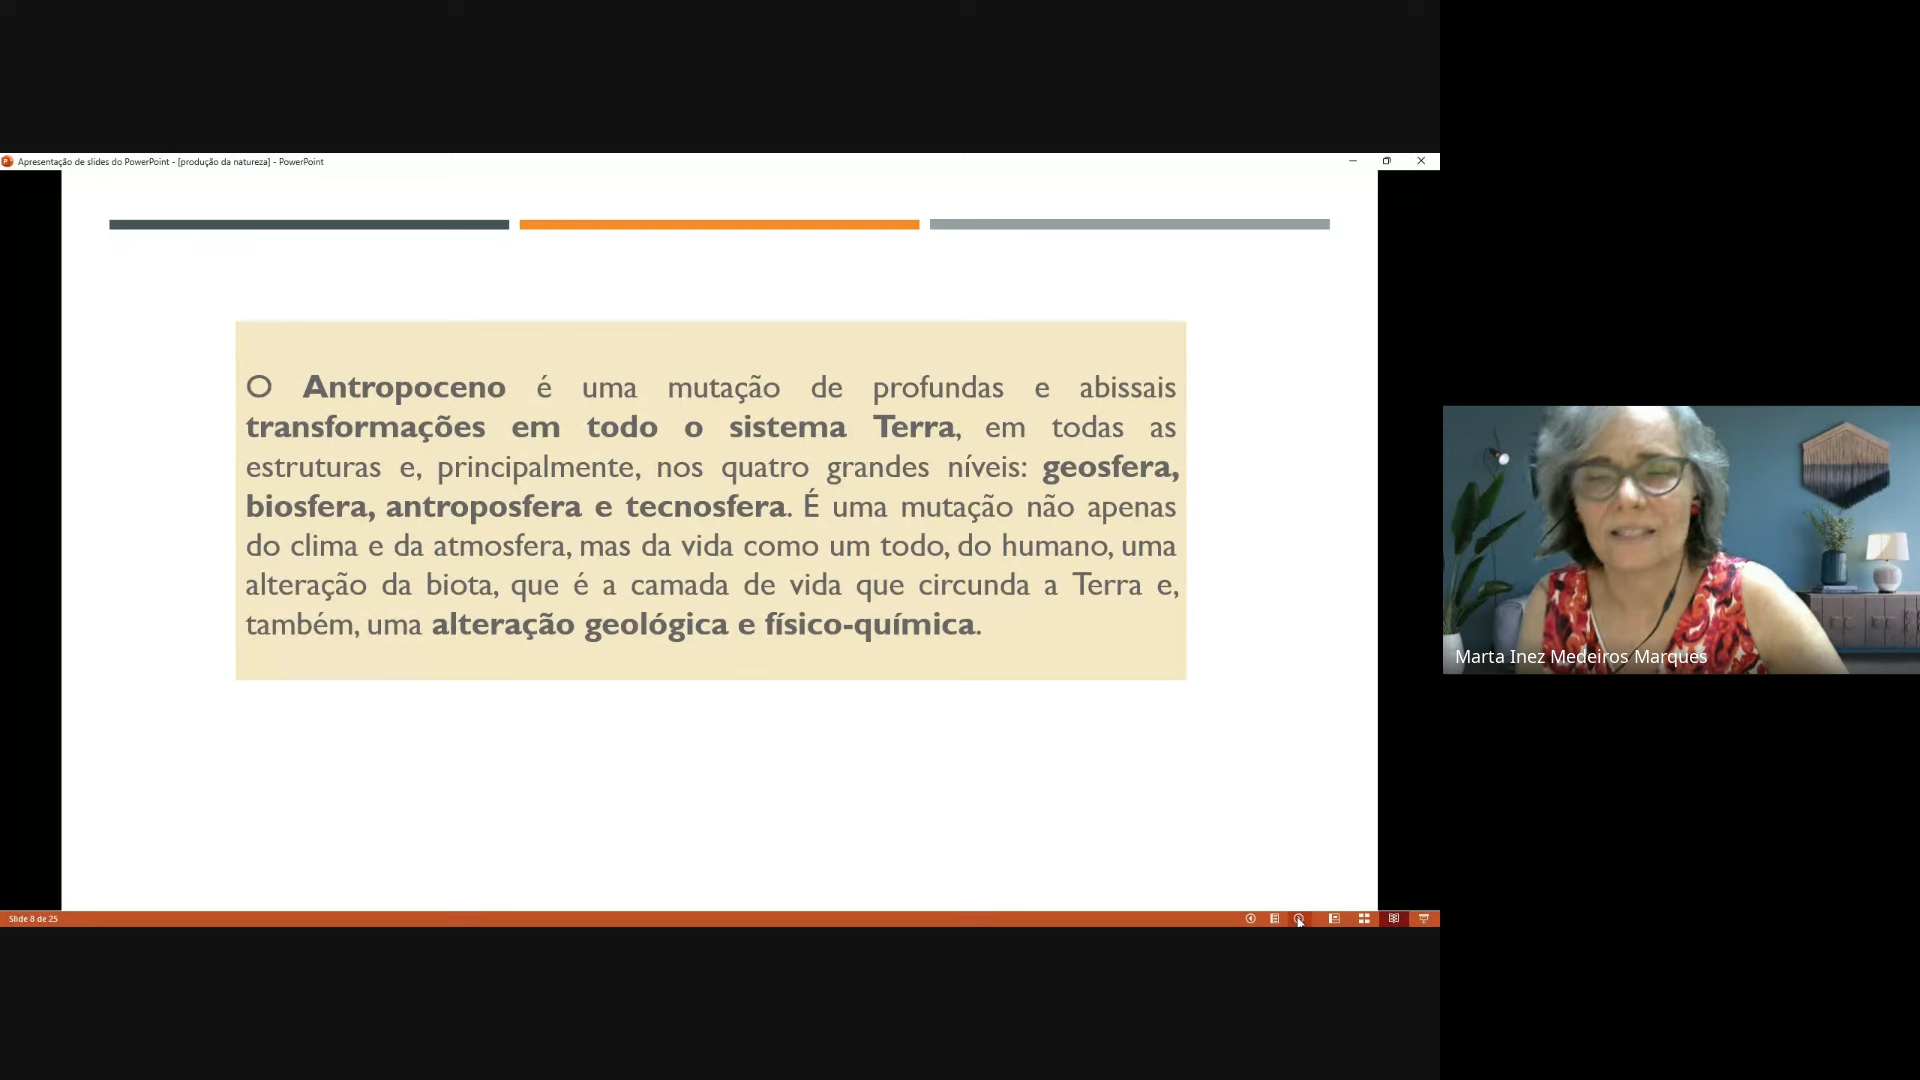 Apresentação de slides do PowerPoint - [produção da natureza] - PowerPoint
O Antropoceno é uma mutação de profundas e abissais
transformações em todo o sistema Terra, em todas as
estruturas e, principalmente, nos quatro grandes níveis: geosfera,
biosfera, antroposfera e tecnosfera. É uma mutação não apenas
do clima e da atmosfera, mas da vida como um todo, do humano, uma
alteração da biota, que é a camada de vida que circunda a Terra e,
também, uma alteração geológica e físico-química.
Marta Inez Medeiros Marques
Slide 8 de 25